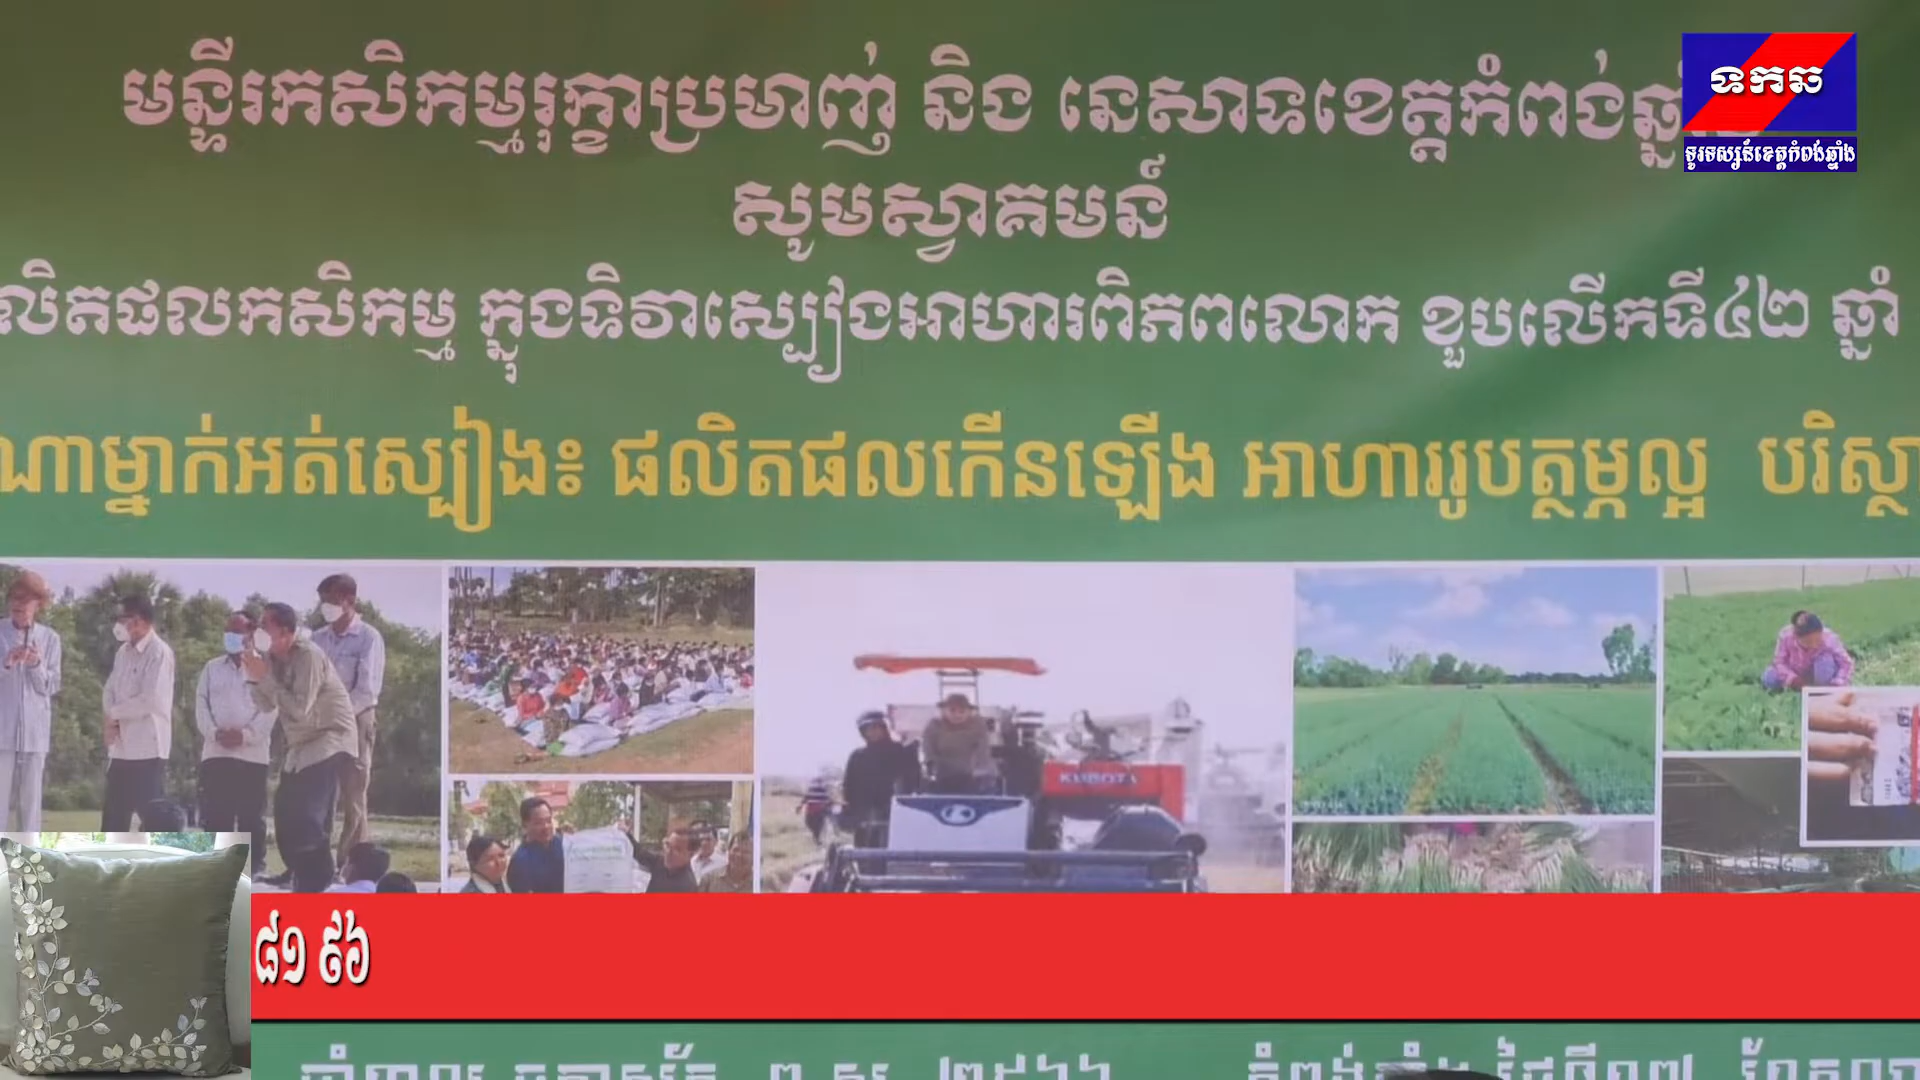 មន្ទីរកសិកម្មរុក្ខាប្រមាញ់ និង នេសាទខេត្តកំពង់ឆ្នាំង
ទកឆ
ទូរទស្សន៍ខេត្តកំពង់ឆ្នាំង
សូមស្វាគមន៍
លិតផលកសិកម្ម ក្នុងទិវាស្បៀងអាហារពិភពលោក ខួបលើកទី៤២ ឆ្នាំ
ណាម្នាក់អត់ស្បៀង៖ ផលិតផលកើនឡើង អាហាររូបត្ថម្ភល្អ បរិស្ថា
KUBOTA
៨១ ៩៦